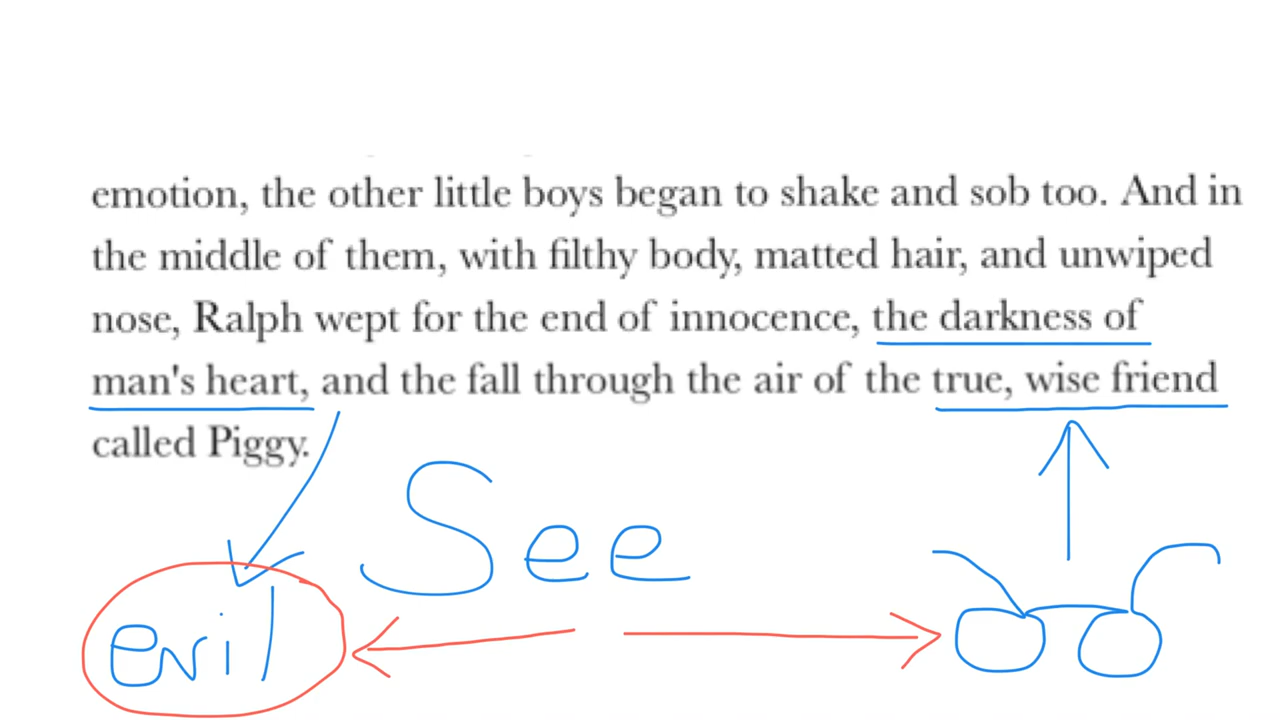 emotion, the other little boys began to shake and sob too. And in
the middle of them, with filthy body, matted hair, and unwiped
nose, Ralph wept for the end of innocence, the darkness of
man's heart, and the fall through the air of the true, wise friend
called Piggy.
See
evil